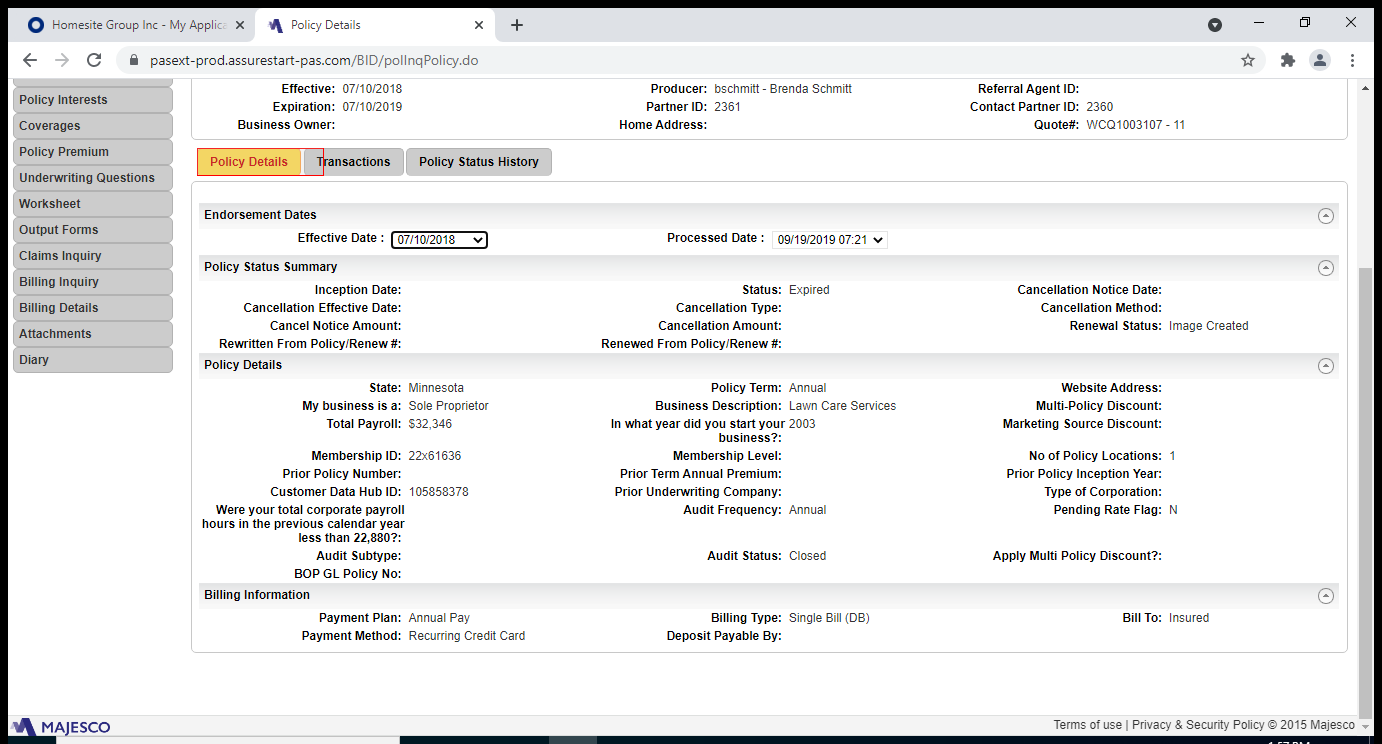 Homesite Group Inc - My Applica
Policy Details
pasext-prod.assurestart-pas.com/BID/polInqPolicy.do
Policy Interests
Coverages
Policy Premium
Underwriting Questions
Worksheet
Output Forms
Claims Inquiry
Billing Inquiry
Billing Details
Attachments
Diary
Effective: 07/10/2018 Producer: bschmitt - Brenda Schmitt Referral Agent ID:
Expiration: 07/10/2019 Partner ID: 2361 Contact Partner ID: 2360
Business Owner: Home Address: Quote#: WCQ1003107 - 11
Policy Details Transactions Policy Status History
Endorsement Dates
Effective Date : 07/10/2018 Processed Date : 09/19/2019 07:21
Policy Status Summary
Inception Date: Status: Expired Cancellation Notice Date:
Cancellation Effective Date: Cancellation Type: Cancellation Method:
Cancel Notice Amount: Cancellation Amount: Renewal Status: Image Created
Rewritten From Policy/Renew #: Renewed From Policy/Renew #:
Policy Details
State: Minnesota Policy Term: Annual Website Address:
My business is a: Sole Proprietor Business Description: Lawn Care Services Multi-Policy Discount:
Total Payroll: $32,346 In what year did you start your 2003 Marketing Source Discount:
business?:
Membership ID: 22x61636 Membership Level: No of Policy Locations: 1
Prior Policy Number: Prior Term Annual Premium: Prior Policy Inception Year:
Customer Data Hub ID: 105858378 Prior Underwriting Company: Type of Corporation:
Were your total corporate payroll Audit Frequency: Annual Pending Rate Flag: N
hours in the previous calendar year
less than 22,880?:
Audit Subtype: Audit Status: Closed Apply Multi Policy Discount?:
BOP GL Policy No:
Billing Information
Payment Plan: Annual Pay Billing Type: Single Bill (DB) Bill To: Insured
Payment Method: Recurring Credit Card Deposit Payable By:
MAJESCO
Terms of use | Privacy & Security Policy © 2015 Majesco